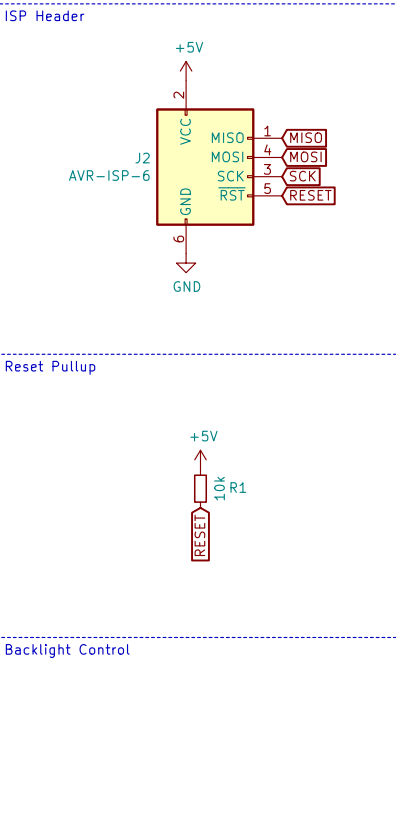 ISP Header
+5V
2
VCC
MISO 1 MISO
J2 MOSI 4 MOSI
AVR-ISP-6 SCK 3 SCK
RST 5 RESET
GND
6
GND
Reset Pullup
+5V
10k R1
RESET
Backlight Control